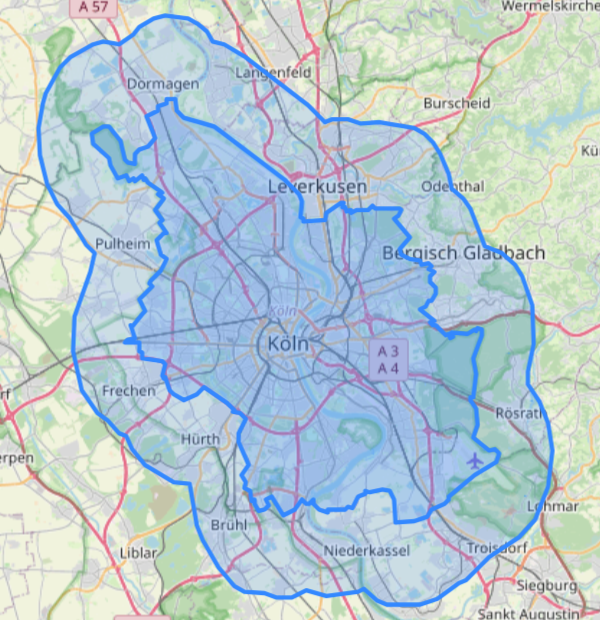 A 57
Wermelskirche
Langenfeld
Dormagen
Burscheid
Kür
Leverkusen
Odenthal
Pulheim
Bergisch Gladbach
Köln
Köln
A 3
A 4
Frechen
Rösrath
Hürth
erpen
Lohmar
Brühl
Liblar
Niederkassel
Troisdorf
Siegburg
Sankt Augustin